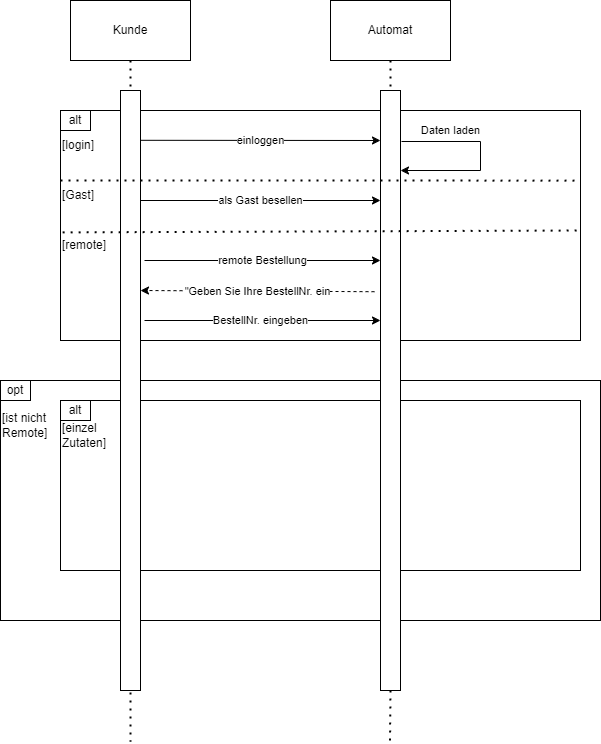 Kunde
Automat
alt
[login]
einloggen
Daten laden
[Gast]
als Gast besellen
[remote]
remote Bestellung
"Geben Sie Ihre BestellNr. ein
BestellNr. eingeben
opt
[ist nicht
Remote]
alt
[einzel
Zutaten]